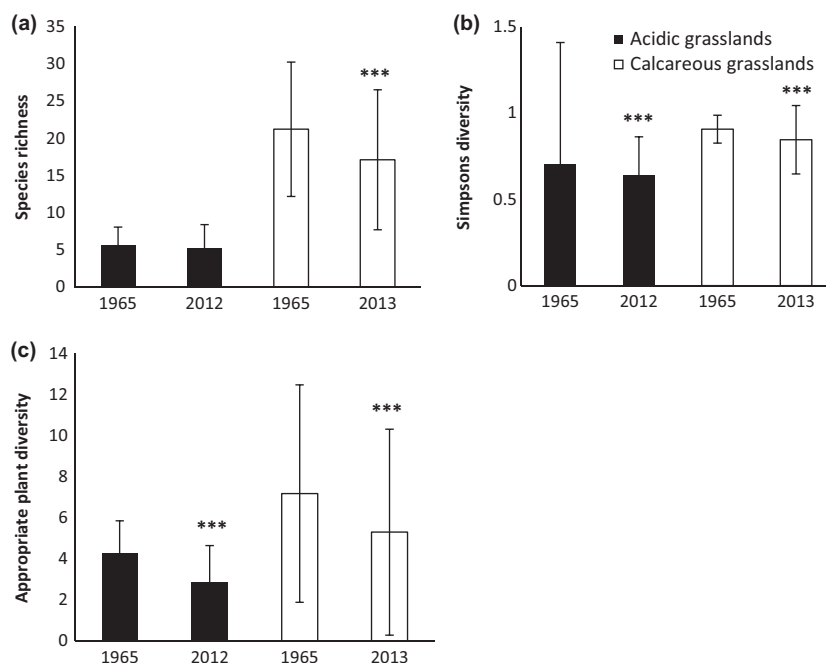 (a)
Species richness
35
30
25
20
15
10
5
0
***
1965 2012 1965 2013
(b)
Simpsons diversity
1.5
1
0.5
0
Acidic grasslands
Calcareous grasslands
*** ***
1965 2012 1965 2013
(c)
Appropriate plant diversity
14
12
10
8
6
4
2
0
*** ***
1965 2012 1965 2013